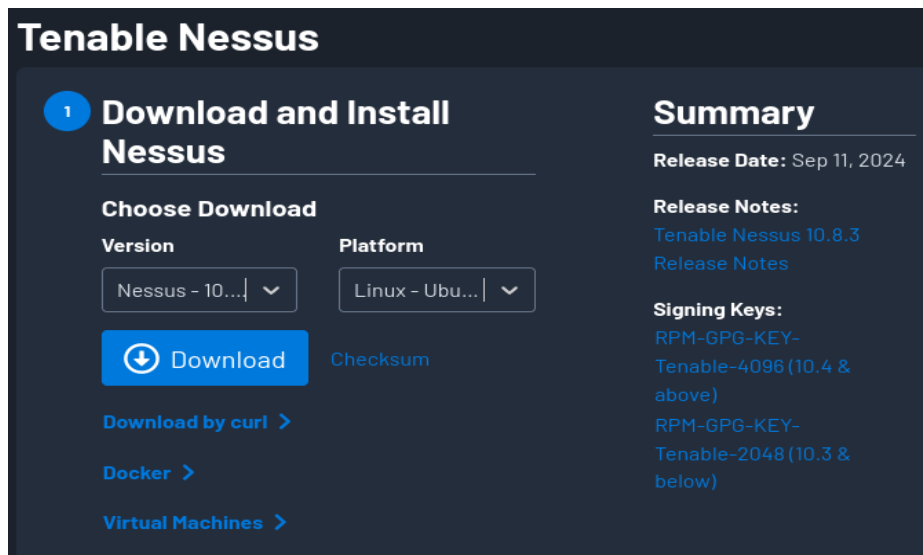 Tenable Nessus
1
Download and Install
Nessus
Choose Download
Version
Platform
Nessus - 10....
Linux - Ubu...
Download
Checksum
Download by curl
Docker
Virtual Machines
Summary
Release Date: Sep 11, 2024
Release Notes:
Tenable Nessus 10.8.3
Release Notes
Signing Keys:
RPM-GPG-KEY-
Tenable-4096 (10.4 &
above)
RPM-GPG-KEY-
Tenable-2048 (10.3 &
below)